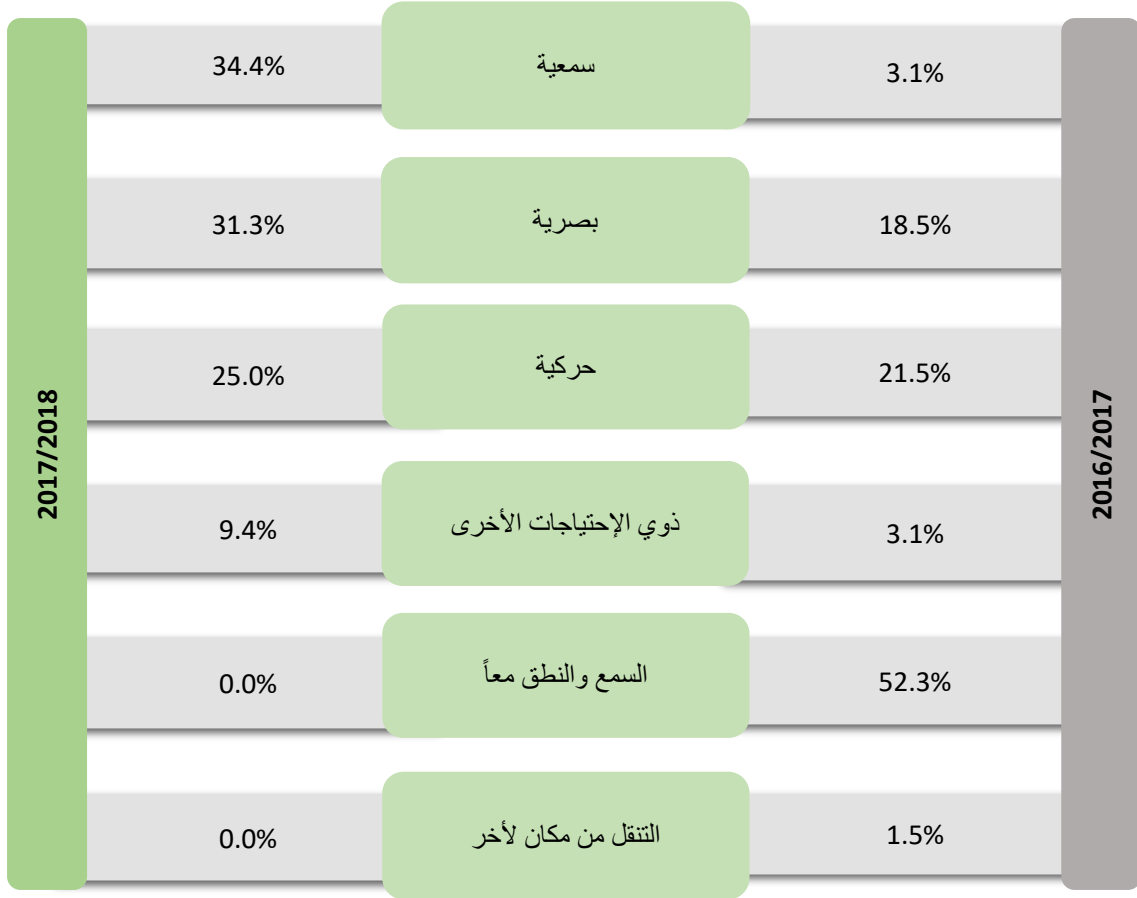 2016/2017
2017/2018
3.1%
سمعية
34.4%
18.5%
بصرية
31.3%
21.5%
حركية
25.0%
3.1%
ذوي الإحتياجات الأخرى
9.4%
52.3%
السمع والنطق معاً
0.0%
1.5%
التنقل من مكان لأخر
0.0%